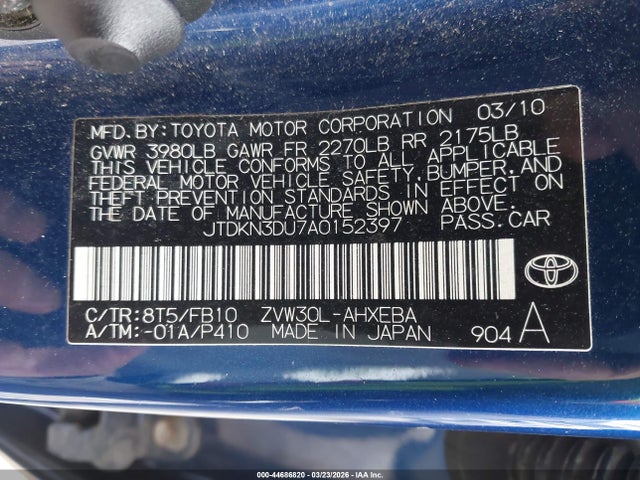 MFD. BY: TOYOTA MOTOR CORPORATION 03/10
GVWR 3980LB GAWR FR 2270LB RR 2175LB
THIS VEHICLE CONFORMS TO ALL APPLICABLE
FEDERAL MOTOR VEHICLE SAFETY, BUMPER, AND
THEFT PREVENTION STANDARDS IN EFFECT ON
THE DATE OF MANUFACTURE SHOWN ABOVE.
JTDKN3DU7A0152397 PASS. CAR
C/TR: 8T5/FB10 ZVW30L-AHXEBA
A/TM: -01A/P410 MADE IN JAPAN 904 A
TOYOTA
000-44686820 | 03/23/2026 - IAA Inc.